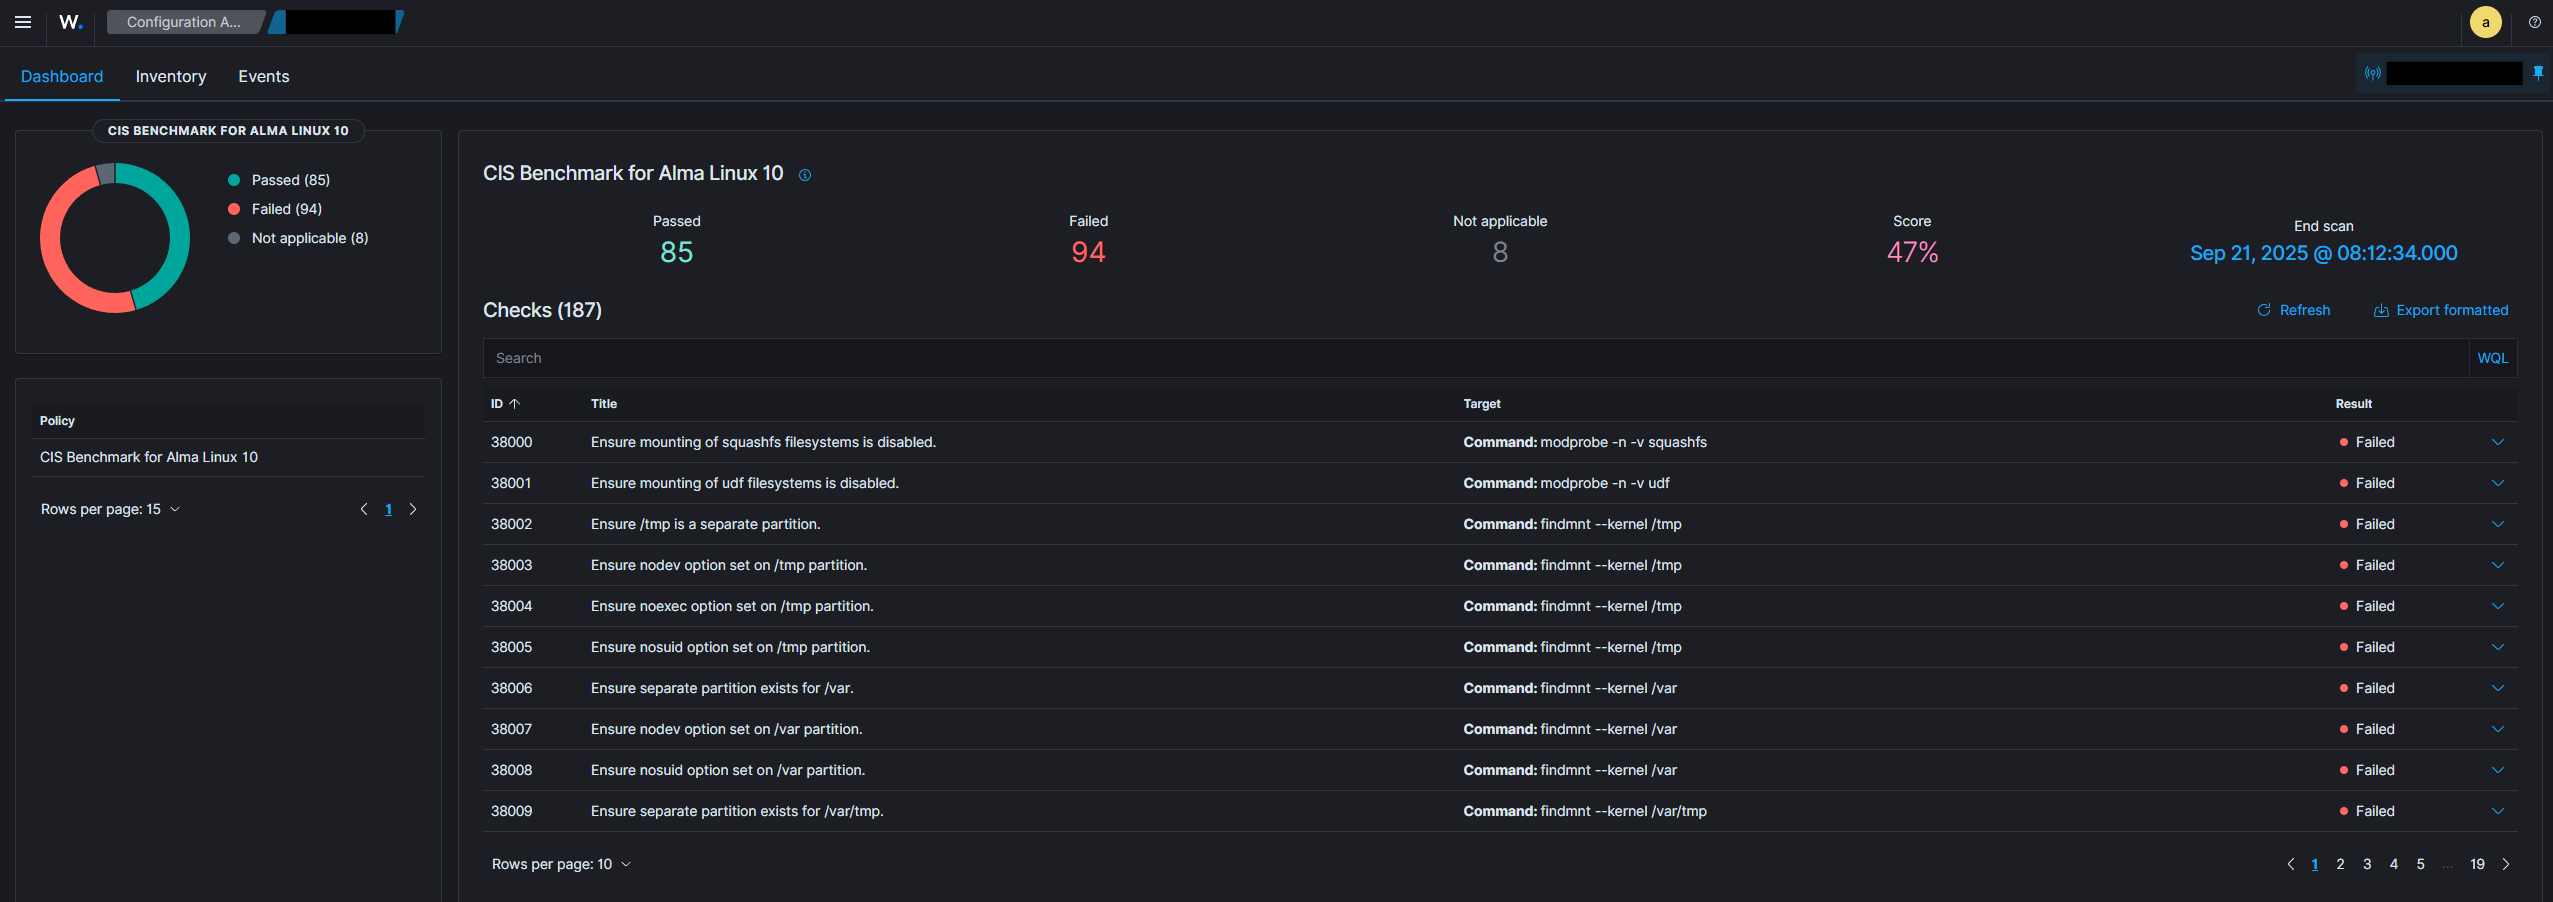 W. Configuration A... a
Dashboard Inventory Events
CIS BENCHMARK FOR ALMA LINUX 10
Passed (85)
Failed (94)
Not applicable (8)
Policy
CIS Benchmark for Alma Linux 10
Rows per page: 15 1
CIS Benchmark for Alma Linux 10
Passed Failed Not applicable Score End scan
85 94 8 47% Sep 21, 2025 @ 08:12:34.000
Checks (187) Refresh Export formatted
Search WQL
ID Title Target Result
38000 Ensure mounting of squashfs filesystems is disabled. Command: modprobe -n -v squashfs Failed
38001 Ensure mounting of udf filesystems is disabled. Command: modprobe -n -v udf Failed
38002 Ensure /tmp is a separate partition. Command: findmnt --kernel /tmp Failed
38003 Ensure nodev option set on /tmp partition. Command: findmnt --kernel /tmp Failed
38004 Ensure noexec option set on /tmp partition. Command: findmnt --kernel /tmp Failed
38005 Ensure nosuid option set on /tmp partition. Command: findmnt --kernel /tmp Failed
38006 Ensure separate partition exists for /var. Command: findmnt --kernel /var Failed
38007 Ensure nodev option set on /var partition. Command: findmnt --kernel /var Failed
38008 Ensure nosuid option set on /var partition. Command: findmnt --kernel /var Failed
38009 Ensure separate partition exists for /var/tmp. Command: findmnt --kernel /var/tmp Failed
Rows per page: 10 1 2 3 4 5 ... 19